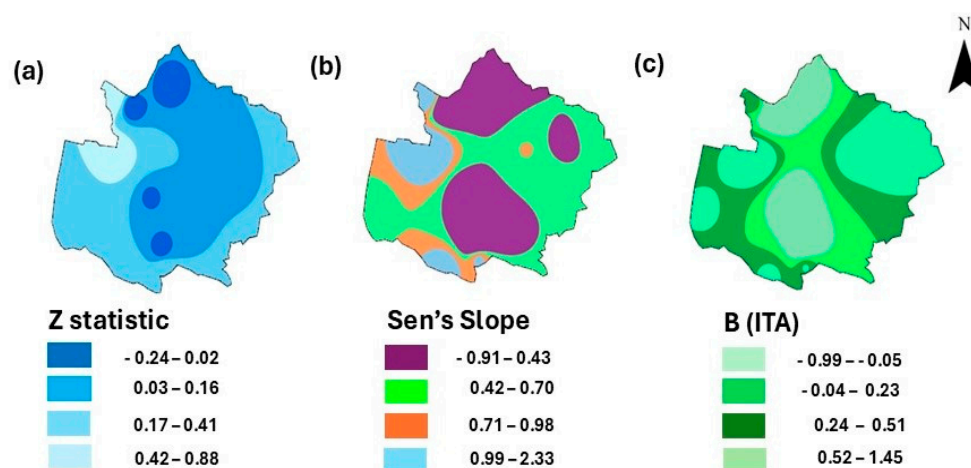 N
(a)
(b)
(c)
Z statistic
- 0.24 – 0.02
0.03 – 0.16
0.17 – 0.41
0.42 – 0.88
Sen's Slope
- 0.91 – 0.43
0.42 – 0.70
0.71 – 0.98
0.99 – 2.33
B (ITA)
- 0.99 – - 0.05
- 0.04 – 0.23
0.24 – 0.51
0.52 – 1.45